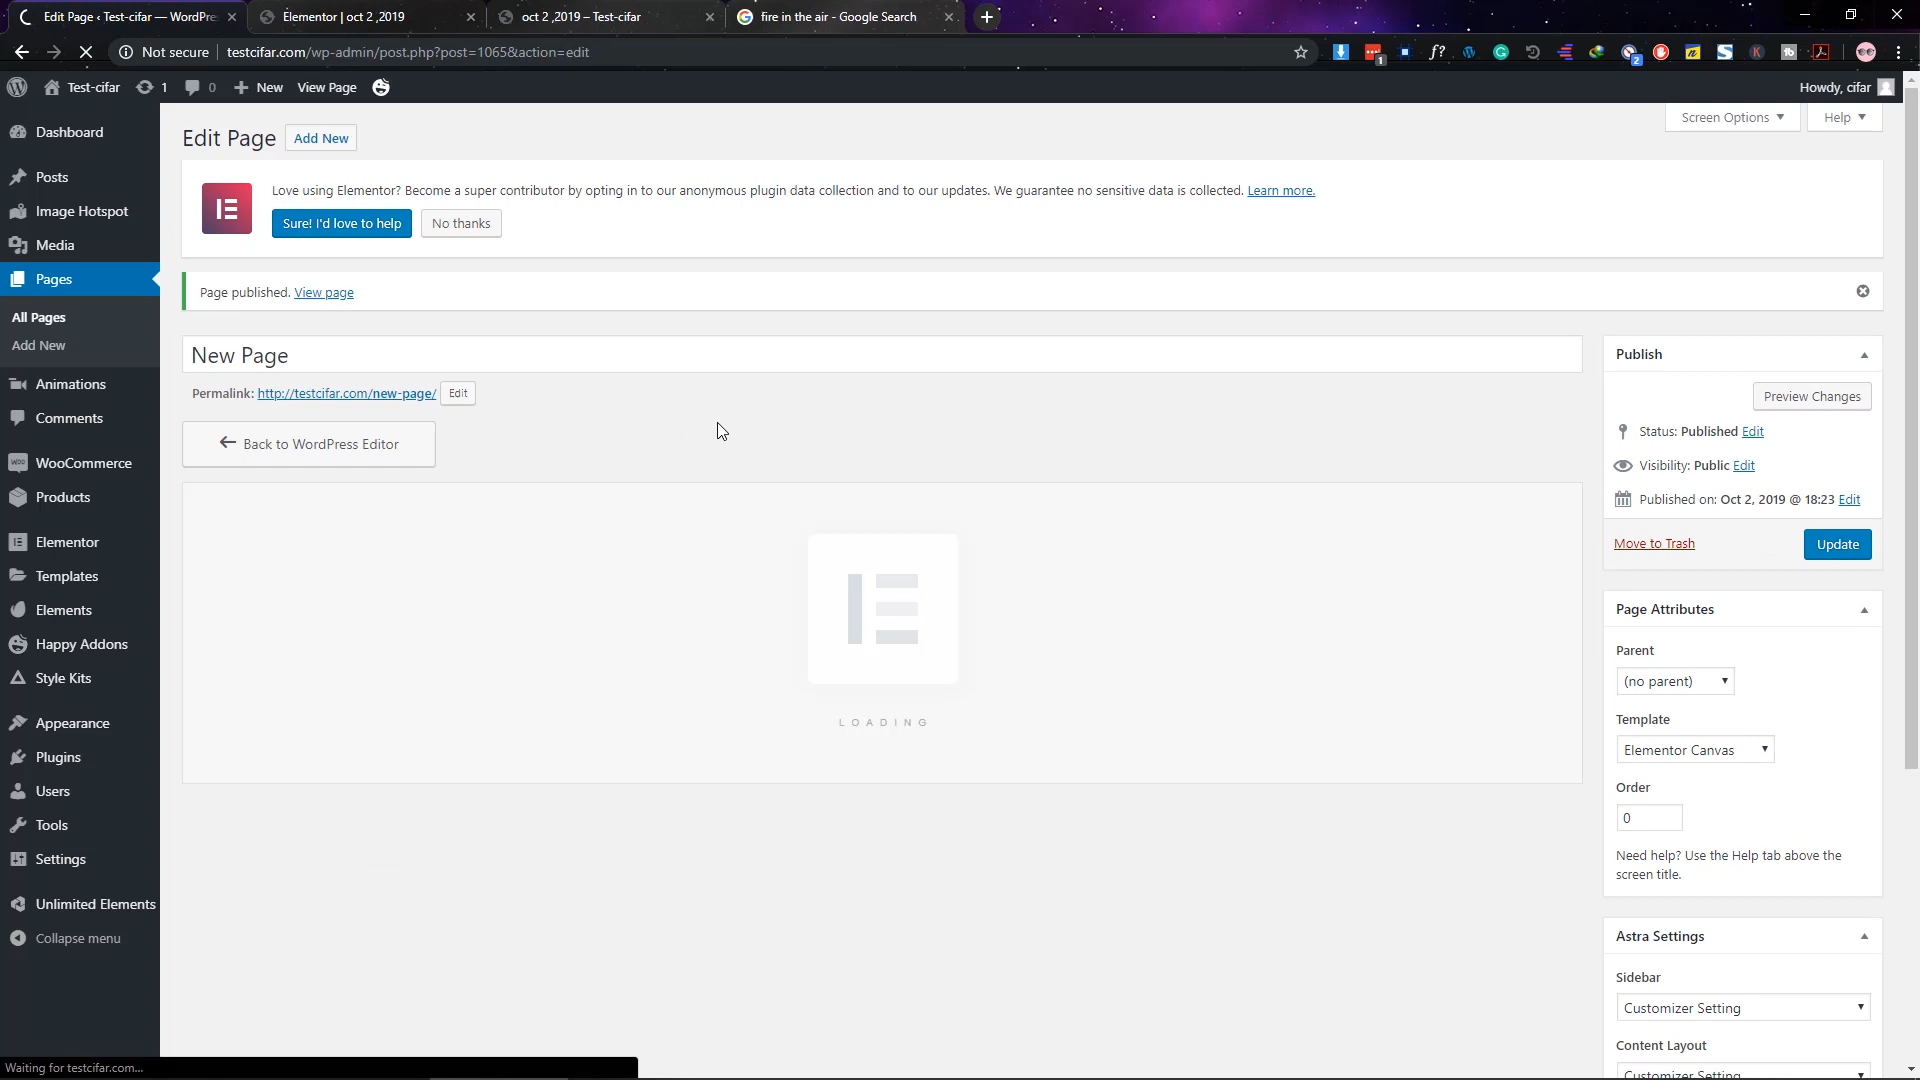 Edit Page ‹ Test-cifar — WordPre
Elementor | oct 2 ,2019
oct 2 ,2019 – Test-cifar
fire in the air - Google Search
Not secure
testcifar.com/wp-admin/post.php?post=1065&action=edit
1
f?
2
Test-cifar
1
0
New
View Page
Howdy, cifar
Dashboard
Posts
Image Hotspot
Media
Pages
All Pages
Add New
Animations
Comments
WooCommerce
Products
Elementor
Templates
Elements
Happy Addons
Style Kits
Appearance
Plugins
Users
Tools
Settings
Unlimited Elements
Collapse menu
Screen Options
Help
Edit Page
Add New
Love using Elementor? Become a super contributor by opting in to our anonymous plugin data collection and to our updates. We guarantee no sensitive data is collected. Learn more.
Sure! I'd love to help
No thanks
Page published. View page
New Page
Permalink: http://testcifar.com/new-page/
Edit
Back to WordPress Editor
LOADING
Publish
Preview Changes
Status: Published Edit
Visibility: Public Edit
Published on: Oct 2, 2019 @ 18:23 Edit
Move to Trash
Update
Page Attributes
Parent
(no parent)
Template
Elementor Canvas
Order
0
Need help? Use the Help tab above the
screen title.
Astra Settings
Sidebar
Customizer Setting
Content Layout
Customizer Setting
Waiting for testcifar.com...